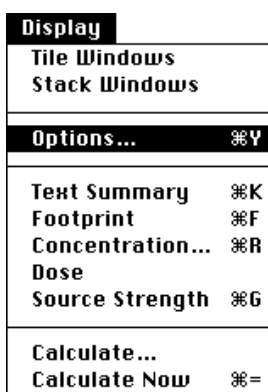 Display
Tile Windows
Stack Windows
Options... ⌘Y
Text Summary ⌘K
Footprint ⌘F
Concentration... ⌘R
Dose
Source Strength ⌘G
Calculate...
Calculate Now ⌘=